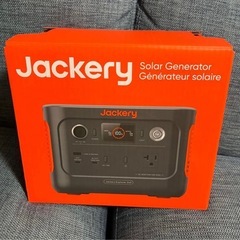 Jackery
Solar Generator
Générateur solaire
Jackery